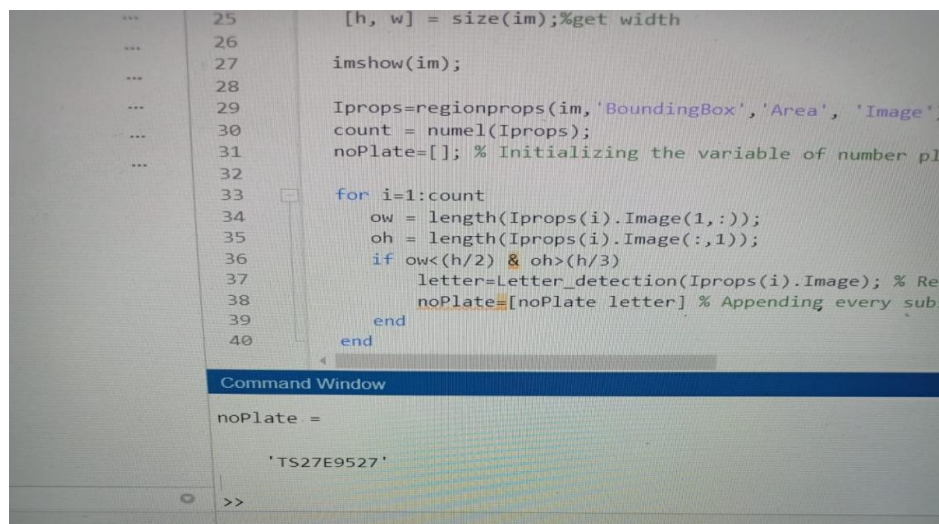 25 [h, w] = size(im);%get width
26
27 imshow(im);
28
29 Iprops=regionprops(im,'BoundingBox','Area', 'Image'
30 count = numel(Iprops);
31 noPlate=[]; % Initializing the variable of number pl
32
33 for i=1:count
34 ow = length(Iprops(i).Image(1,:));
35 oh = length(Iprops(i).Image(:,1));
36 if ow<(h/2) & oh>(h/3)
37 letter=Letter_detection(Iprops(i).Image); % Re
38 noPlate=[noPlate letter] % Appending every sub
39 end
40 end
Command Window
noPlate =
'TS27E9527'
>>